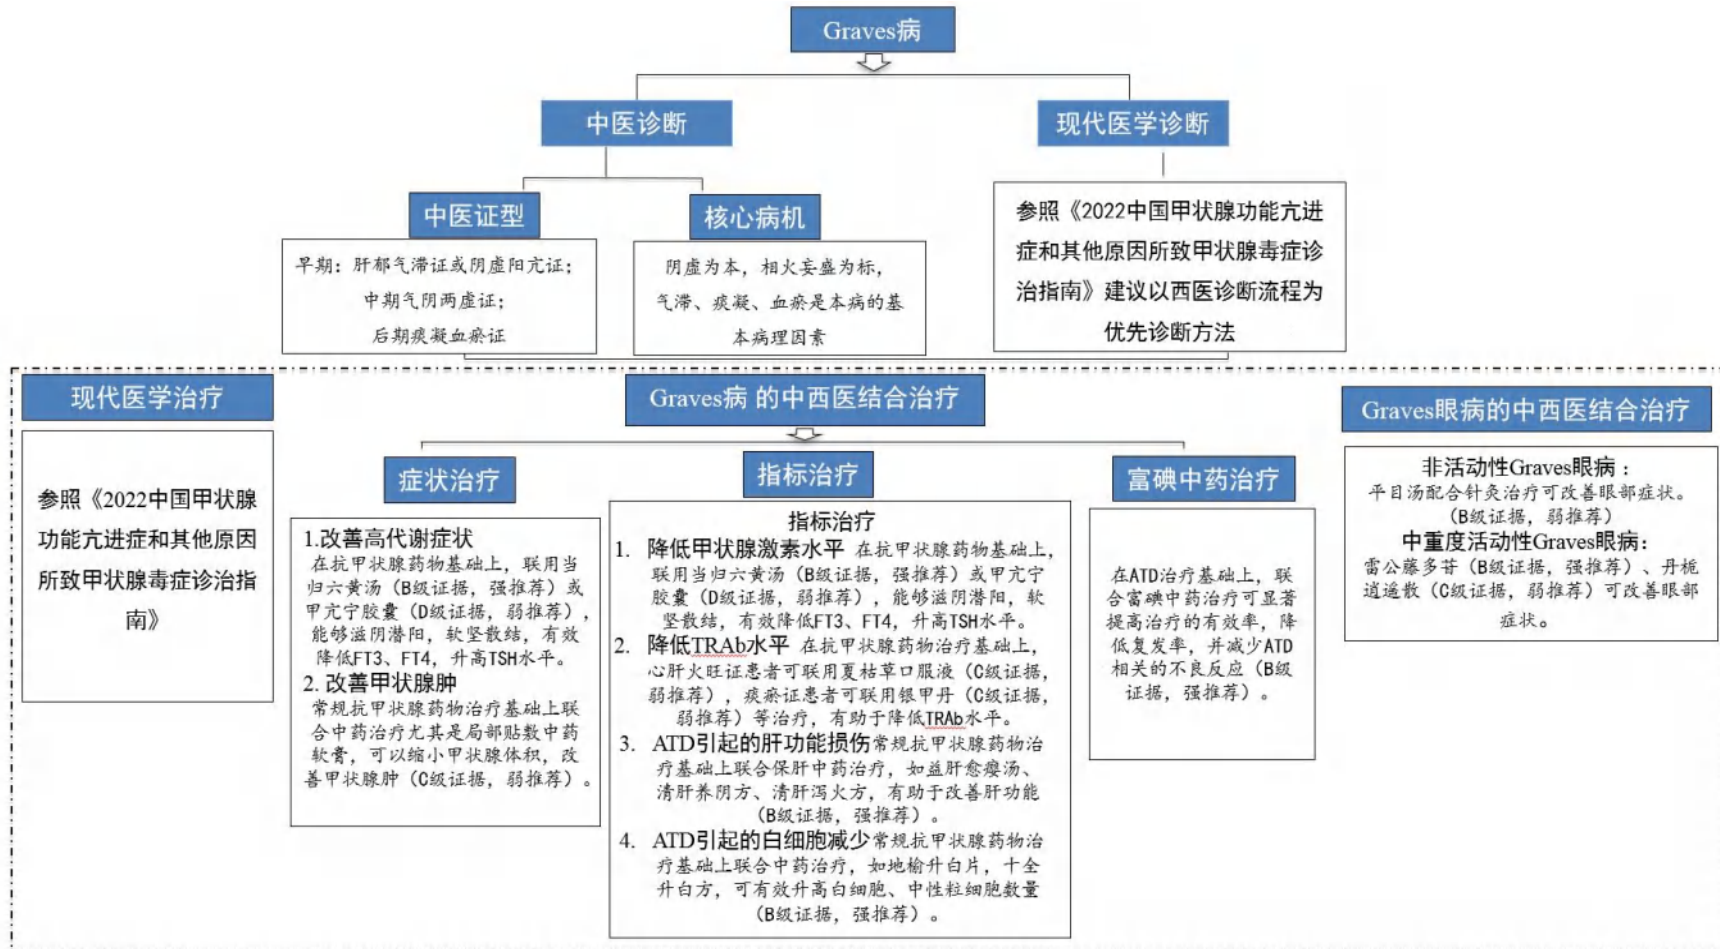 Graves病
中医诊断
现代医学诊断
中医证型
核心病机
早期：肝郁气滞证或阴虚阳亢证；
中期气阴两虚证；
后期痰凝血瘀证
阴虚为本，相火妄盛为标，
气滞、痰凝、血瘀是本病的基
本病理因素
参照《2022中国甲状腺功能亢进
症和其他原因所致甲状腺毒症诊
治指南》建议以西医诊断流程为
优先诊断方法
现代医学治疗
参照《2022中国甲状腺
功能亢进症和其他原因
所致甲状腺毒症诊治指
南》
Graves病 的中西医结合治疗
症状治疗
1.改善高代谢症状
在抗甲状腺药物基础上，联用当
归六黄汤（B级证据，强推荐）或
甲亢宁胶囊（D级证据，弱推荐），
能够滋阴潜阳，软坚散结，有效
降低FT3、FT4，升高TSH水平。
2. 改善甲状腺肿
常规抗甲状腺药物治疗基础上联
合中药治疗尤其是局部贴数中药
软膏，可以缩小甲状腺体积，改
善甲状腺肿（C级证据，弱推荐）。
指标治疗
指标治疗
1. 降低甲状腺激素水平 在抗甲状腺药物基础上，
联用当归六黄汤（B级证据，强推荐）或甲亢宁
胶囊（D级证据，弱推荐），能够滋阴潜阳，软
坚散结，有效降低FT3、FT4，升高TSH水平。
2. 降低TRAb水平 在抗甲状腺药物治疗基础上，
心肝火旺证患者可联用夏枯草口服液（C级证据，
弱推荐），痰瘀证患者可联用银甲丹（C级证据，
弱推荐）等治疗，有助于降低TRAb水平。
3. ATD引起的肝功能损伤常规抗甲状腺药物治
疗基础上联合保肝中药治疗，如益肝愈瘿汤、
清肝养阴方、清肝泻火方，有助于改善肝功能
（B级证据，强推荐）。
4. ATD引起的白细胞减少常规抗甲状腺药物治
疗基础上联合中药治疗，如地榆升白片，十全
升白方，可有效升高白细胞、中性粒细胞数量
（B级证据，强推荐）。
富碘中药治疗
在ATD治疗基础上，联
合富碘中药治疗可显著
提高治疗的有效率，降
低复发率，并减少ATD
相关的不良反应（B级
证据，强推荐）。
Graves眼病的中西医结合治疗
非活动性Graves眼病：
平目汤配合针灸治疗可改善眼部症状。
（B级证据，弱推荐）
中重度活动性Graves眼病：
雷公藤多苷（B级证据，强推荐）、丹栀
逍遥散（C级证据，弱推荐）可改善眼部
症状。